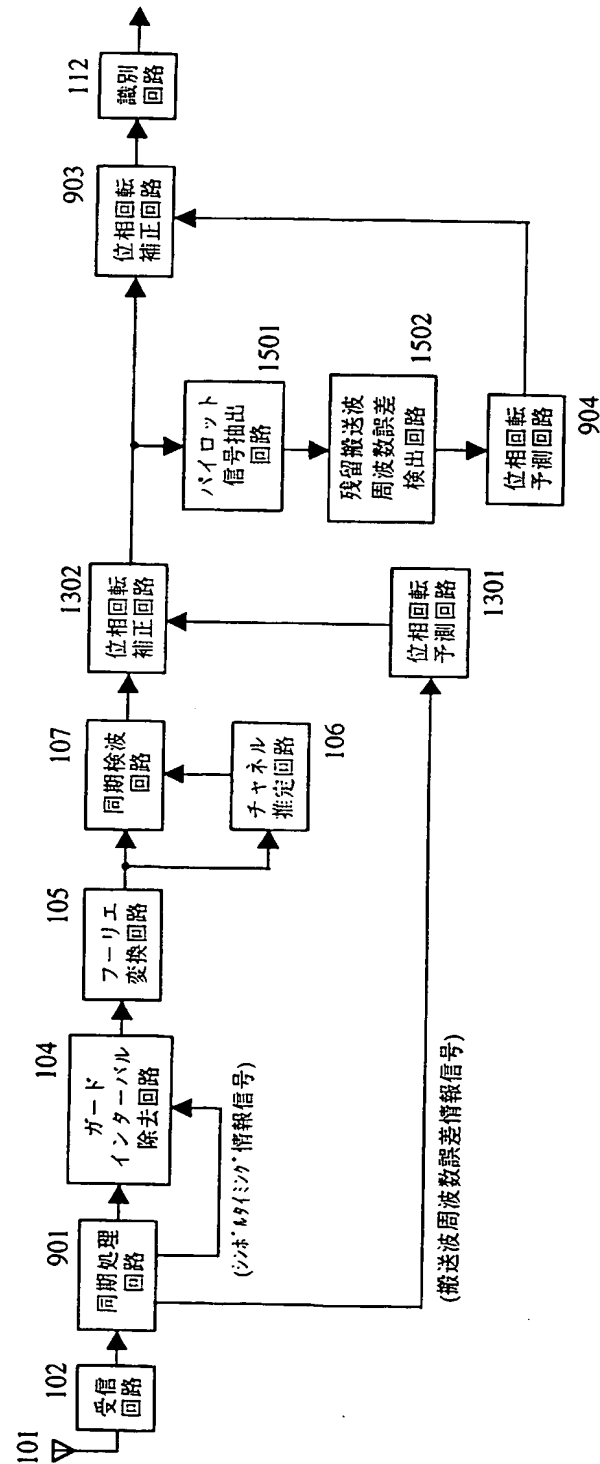 101
102
受信
回路
901
同期処理
回路
(シンボルタイミング情報信号)
(搬送波周波数誤差情報信号)
104
ガード
インターバル
除去回路
105
フーリエ
変換回路
107
同期検波
回路
106
チャネル
推定回路
1302
位相回転
補正回路
1301
位相回転
予測回路
1501
パイロット
信号抽出
回路
1502
残留搬送波
周波数誤差
検出回路
904
位相回転
予測回路
903
位相回転
補正回路
112
識別
回路